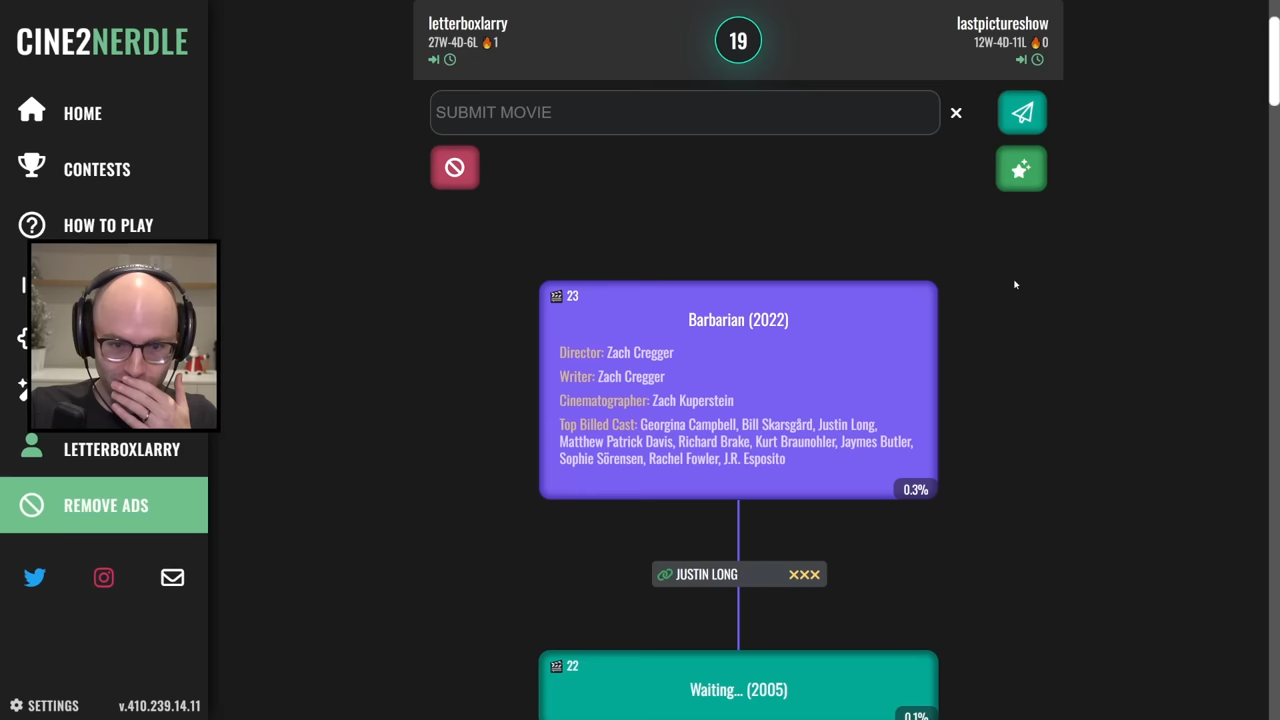 CINE2NERDLE
HOME
CONTESTS
HOW TO PLAY
LETTERBOXLARRY
REMOVE ADS
SETTINGS
v.410.239.14.11
letterboxlarry
27W-4D-6L 🔥1
19
lastpictureshow
12W-4D-11L 🔥0
SUBMIT MOVIE
🎬 23
Barbarian (2022)
Director: Zach Cregger
Writer: Zach Cregger
Cinematographer: Zach Kuperstein
Top Billed Cast: Georgina Campbell, Bill Skarsgård, Justin Long,
Matthew Patrick Davis, Richard Brake, Kurt Braunohler, Jaymes Butler,
Sophie Sörensen, Rachel Fowler, J.R. Esposito
0.3%
JUSTIN LONG XXX
🎬 22
Waiting... (2005)
0.1%